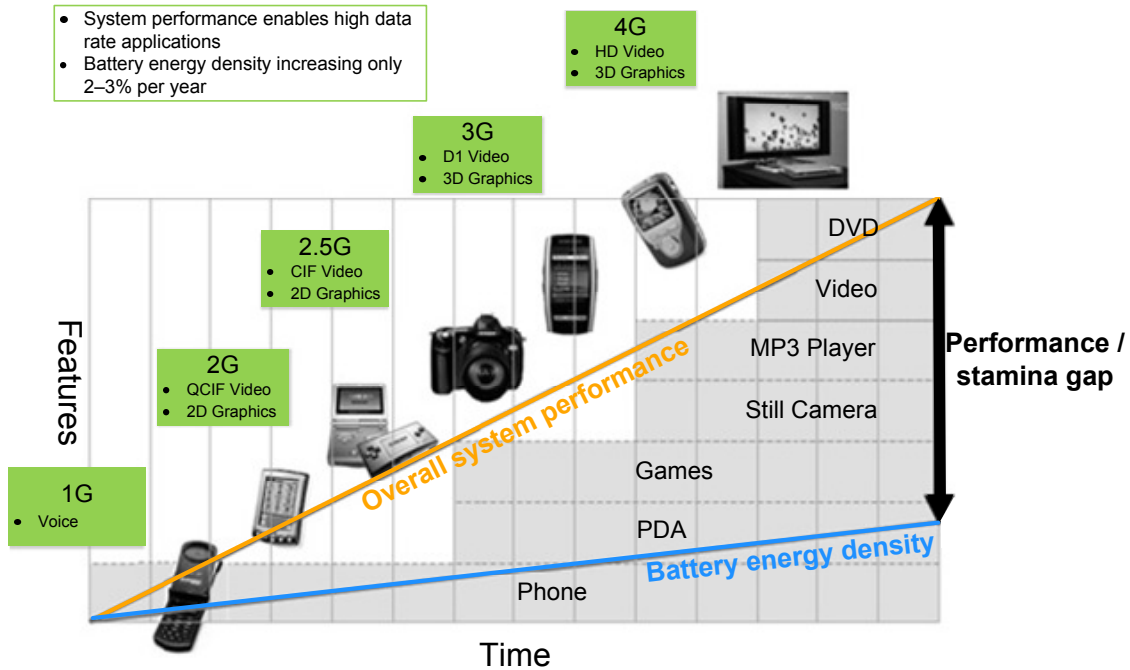 • System performance enables high data
rate applications
• Battery energy density increasing only
2–3% per year
4G
• HD Video
• 3D Graphics
3G
• D1 Video
• 3D Graphics
2.5G
• CIF Video
• 2D Graphics
2G
• QCIF Video
• 2D Graphics
1G
• Voice
Features
DVD
Video
MP3 Player
Still Camera
Games
PDA
Phone
Overall system performance
Battery energy density
Performance /
stamina gap
Time